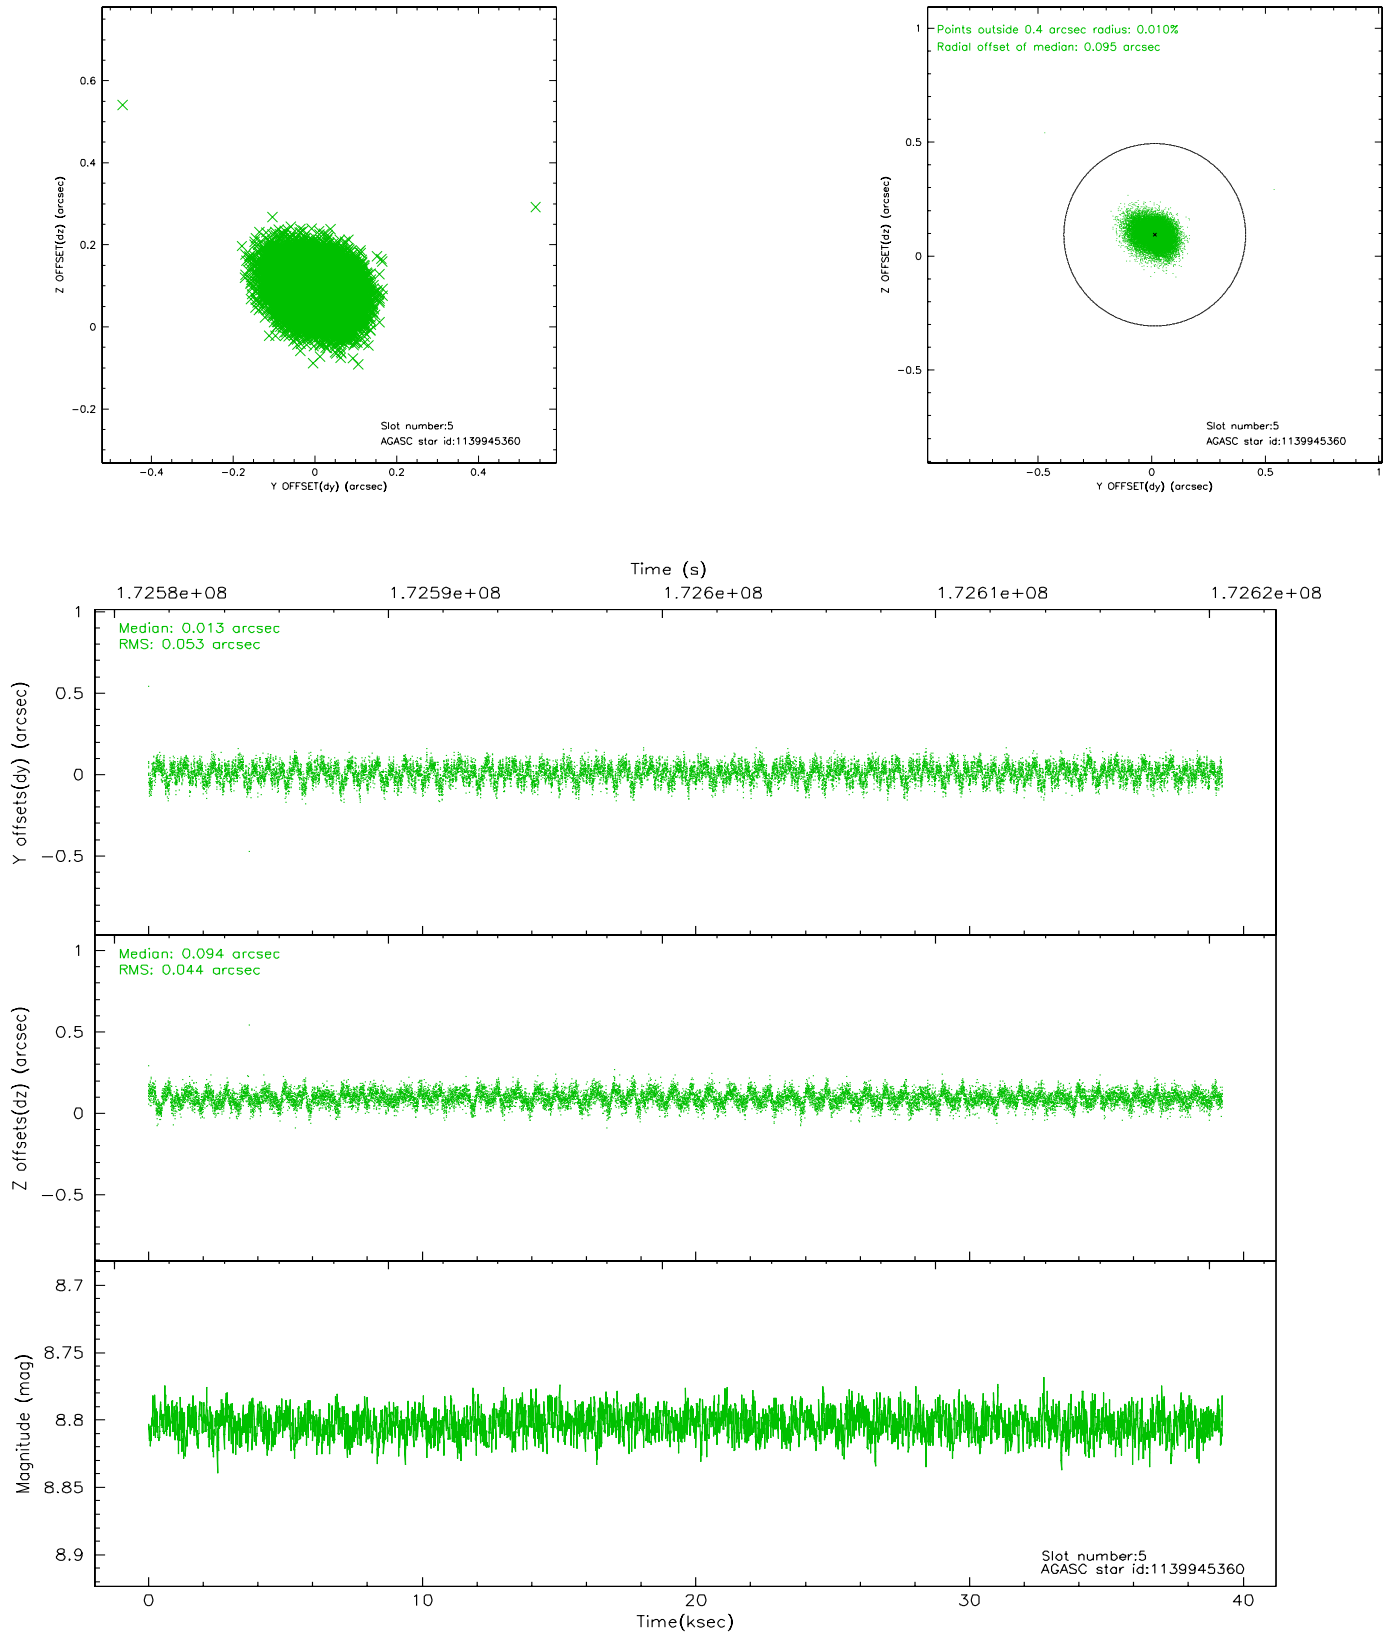 0.6
0.4
0.2
0
−0.2
Z OFFSET(dz) (arcsec)
Slot number:5
AGASC star id:1139945360
−0.4 −0.2 0 0.2 0.4
Y OFFSET(dy) (arcsec)
Points outside 0.4 arcsec radius: 0.010%
Radial offset of median: 0.095 arcsec
1
0.5
0
−0.5
Z OFFSET(dz) (arcsec)
Slot number:5
AGASC star id:1139945360
−0.5 0 0.5 1
Y OFFSET(dy) (arcsec)
Time (s)
1.7258e+08 1.7259e+08 1.726e+08 1.7261e+08 1.7262e+08
Median: 0.013 arcsec
RMS: 0.053 arcsec
1
0.5
0
−0.5
Y offsets(dy) (arcsec)
Median: 0.094 arcsec
RMS: 0.044 arcsec
1
0.5
0
−0.5
Z offsets(dz) (arcsec)
8.7
8.75
8.8
8.85
8.9
Magnitude (mag)
Slot number:5
AGASC star id:1139945360
0 10 20 30 40
Time(ksec)